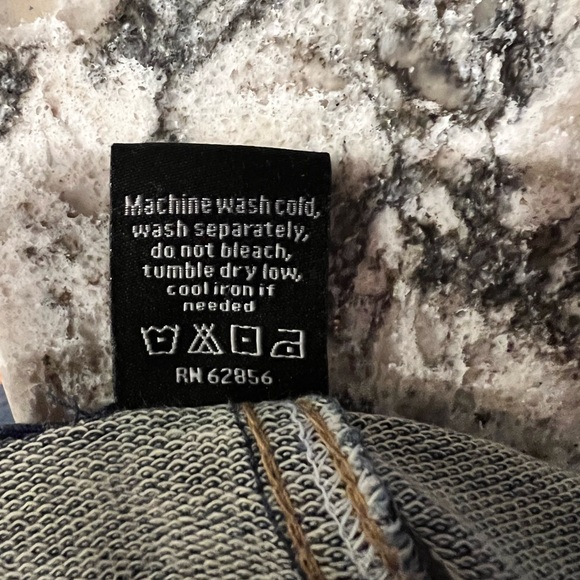 Machine wash cold,
wash separately,
do not bleach,
tumble dry low,
cool iron if
needed
RN 62856